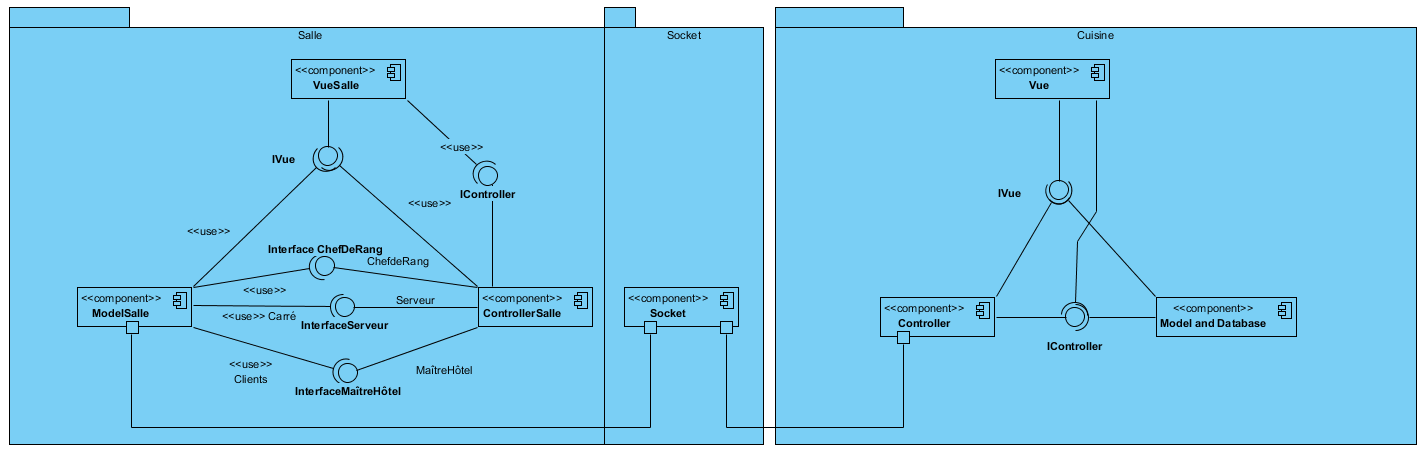 Salle
Socket
Cuisine
<<component>>
VueSalle
<<component>>
Vue
<<use>>
IVue
IController
IVue
<<use>>
<<use>>
Interface ChefDeRang
ChefdeRang
<<component>>
ModelSalle
<<use>>
<<use>> Carré
Serveur
InterfaceServeur
<<component>>
ControllerSalle
<<component>>
Socket
<<component>>
Controller
<<component>>
Model and Database
IController
<<use>>
Clients
MaîtreHôtel
InterfaceMaîtreHôtel